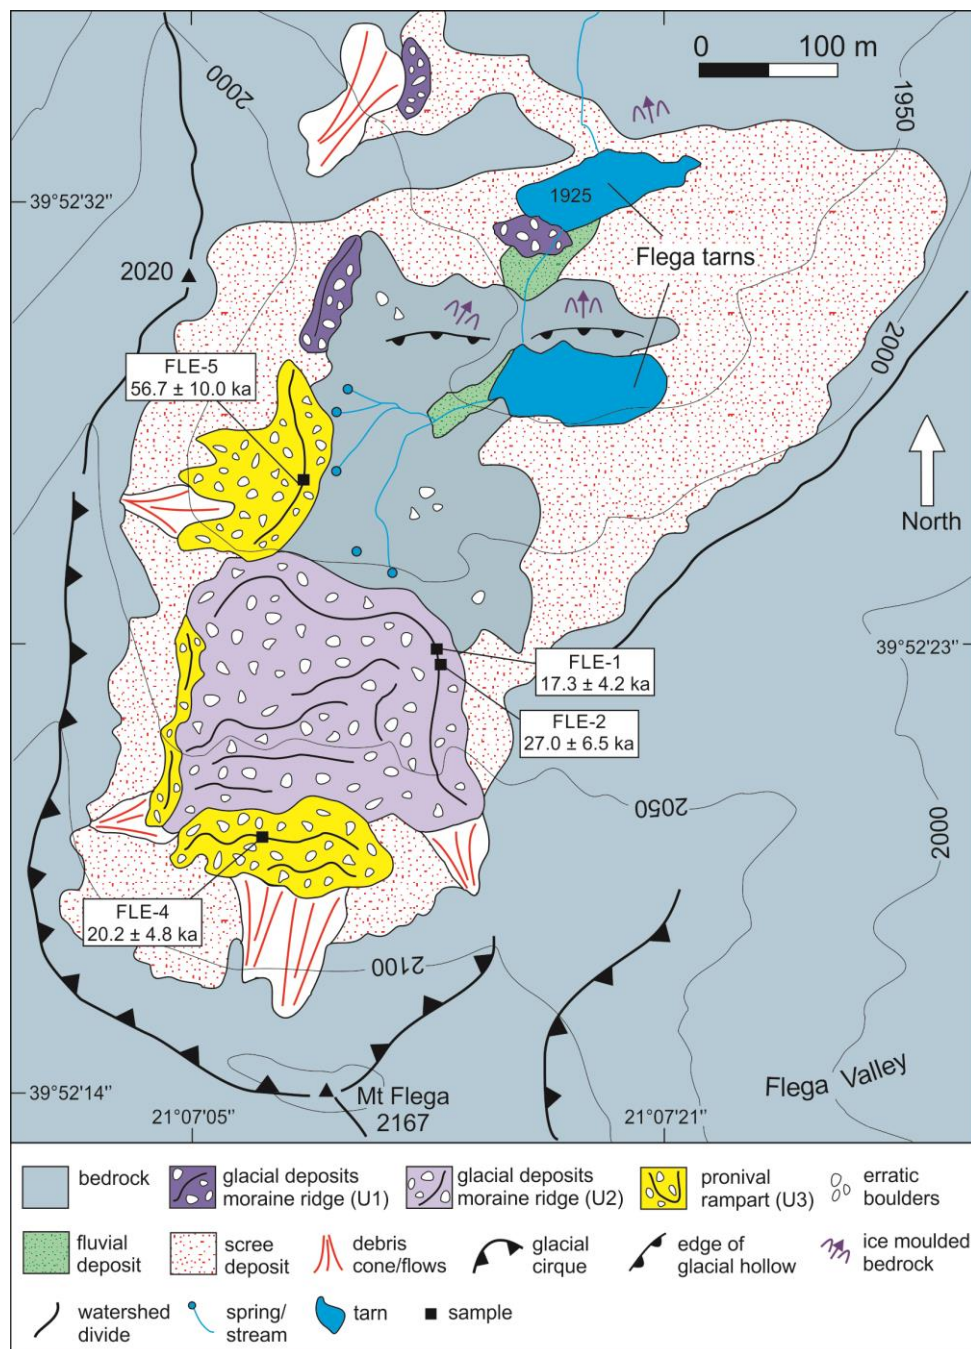 0 100 m
2000
1950
39°52'32"
1925
Flega tarns
2020
2000
FLE-5
56.7 ± 10.0 ka
North
39°52'23"
FLE-1
17.3 ± 4.2 ka
FLE-2
27.0 ± 6.5 ka
2050
2000
FLE-4
20.2 ± 4.8 ka
2100
Flega Valley
39°52'14"
Mt Flega
2167
21°07'05"
21°07'21"
bedrock
glacial deposits
moraine ridge (U1)
glacial deposits
moraine ridge (U2)
pronival
rampart (U3)
erratic
boulders
fluvial
deposit
scree
deposit
debris
cone/flows
glacial
cirque
edge of
glacial hollow
ice moulded
bedrock
watershed
divide
spring/
stream
tarn
sample